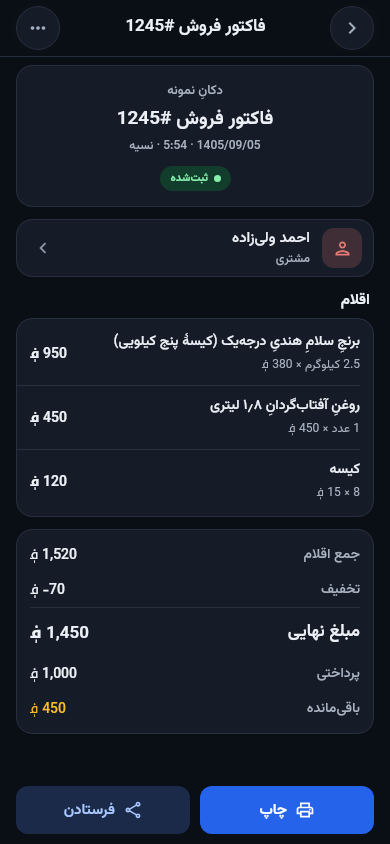 فاکتور فروش #1245
دکانِ نمونه
فاکتور فروش #1245
1405/09/05 · 5:54 · نسیه
ثبت‌شده
احمد ولی‌زاده
مشتری
اقلام
برنجِ سلامِ هندیِ درجه‌یک (کیسهٔ پنج کیلویی)
950 ؋
2.5 کیلوگرم × 380 ؋
روغنِ آفتاب‌گردانِ ۱٫۸ لیتری
450 ؋
1 عدد × 450 ؋
کیسه
120 ؋
8 × 15 ؋
جمع اقلام 1,520 ؋
تخفیف -70 ؋
مبلغ نهایی 1,450 ؋
پرداختی 1,000 ؋
باقی‌مانده 450 ؋
چاپ
فرستادن